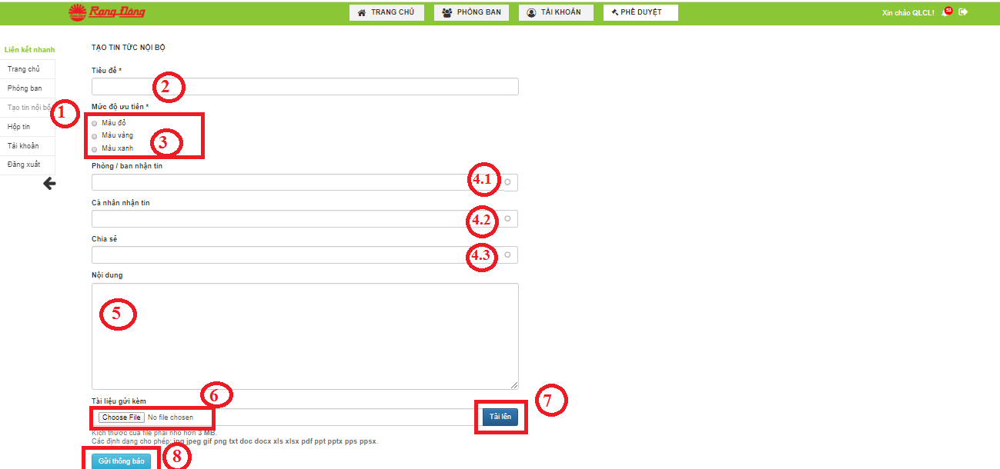 Rạng Đông
TRANG CHỦ
PHÒNG BAN
TÀI KHOẢN
PHÊ DUYỆT
Xin chào QLCL!
52
Liên kết nhanh
Trang chủ
Phòng ban
Tạo tin nội bộ
1
Hộp tin
Tài khoản
Đăng xuất
TẠO TIN TỨC NỘI BỘ
Tiêu đề *
2
Mức độ ưu tiên *
Màu đỏ
Màu vàng
Màu xanh
3
Phòng / ban nhận tin
4.1
Cá nhân nhận tin
4.2
Chia sẻ
4.3
Nội dung
5
Tài liệu gửi kèm
6
Choose File No file chosen
Tải lên
7
Kích thước của file phải nhỏ hơn 3 MB.
Các định dạng cho phép: jpg jpeg gif png txt doc docx xls xlsx pdf ppt pptx pps ppsx.
Gửi thông báo
8